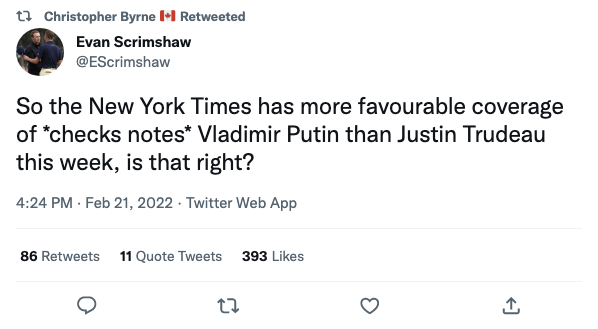 Christopher Byrne 🇨🇦 Retweeted
Evan Scrimshaw
@EScrimshaw
So the New York Times has more favourable coverage
of *checks notes* Vladimir Putin than Justin Trudeau
this week, is that right?
4:24 PM · Feb 21, 2022 · Twitter Web App
86 Retweets 11 Quote Tweets 393 Likes